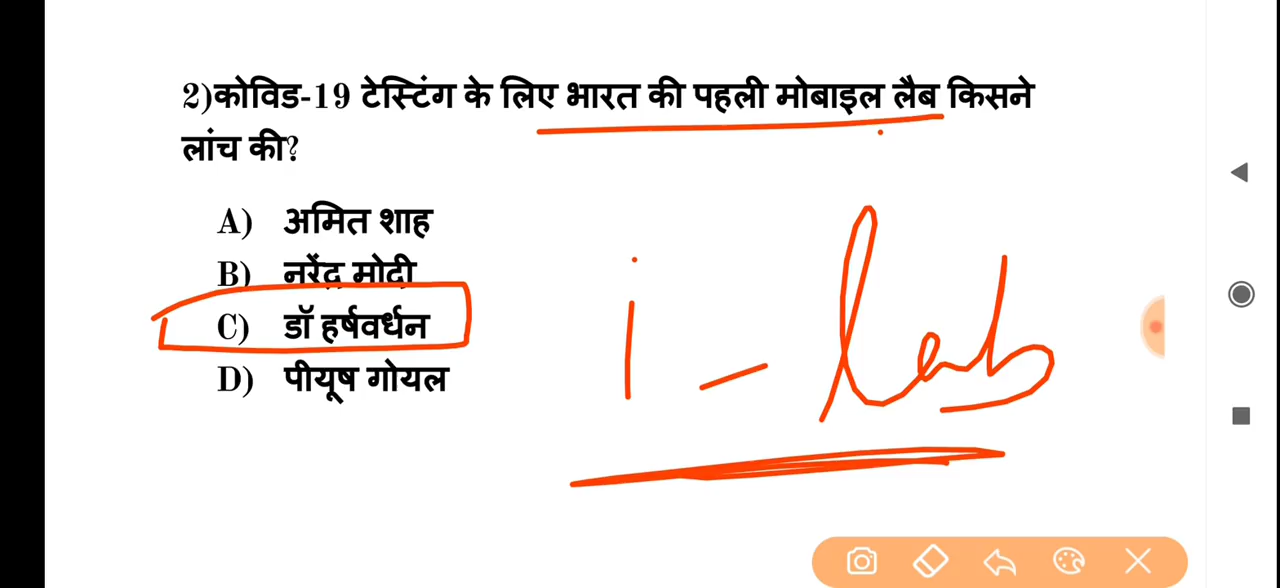 2)कोविड-19 टेस्टिंग के लिए भारत की पहली मोबाइल लैब किसने
लांच की?
A) अमित शाह
B) नरेंद्र मोदी
C) डॉ हर्षवर्धन
D) पीयूष गोयल
i - lab